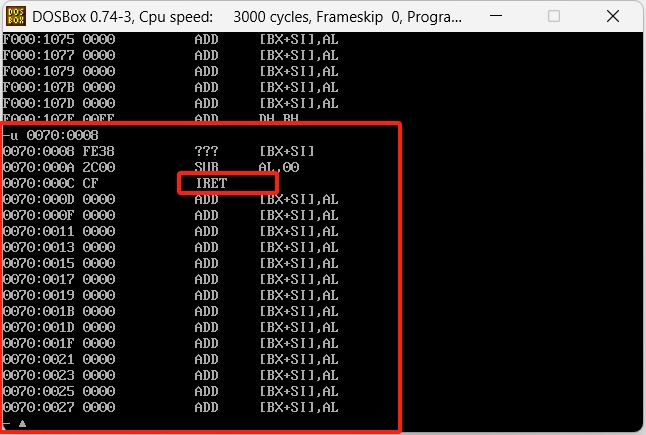 DOSBox 0.74-3, Cpu speed: 3000 cycles, Frameskip 0, Progra...
F000:1075 0000 ADD [BX+SI],AL
F000:1077 0000 ADD [BX+SI],AL
F000:1079 0000 ADD [BX+SI],AL
F000:107B 0000 ADD [BX+SI],AL
F000:107D 0000 ADD [BX+SI],AL
F000:107F 00FF ADD DH,BH
-u 0070:0008
0070:0008 FE38 ??? [BX+SI]
0070:000A 2C00 SUB AL,00
0070:000C CF IRET
0070:000D 0000 ADD [BX+SI],AL
0070:000F 0000 ADD [BX+SI],AL
0070:0011 0000 ADD [BX+SI],AL
0070:0013 0000 ADD [BX+SI],AL
0070:0015 0000 ADD [BX+SI],AL
0070:0017 0000 ADD [BX+SI],AL
0070:0019 0000 ADD [BX+SI],AL
0070:001B 0000 ADD [BX+SI],AL
0070:001D 0000 ADD [BX+SI],AL
0070:001F 0000 ADD [BX+SI],AL
0070:0021 0000 ADD [BX+SI],AL
0070:0023 0000 ADD [BX+SI],AL
0070:0025 0000 ADD [BX+SI],AL
0070:0027 0000 ADD [BX+SI],AL
-